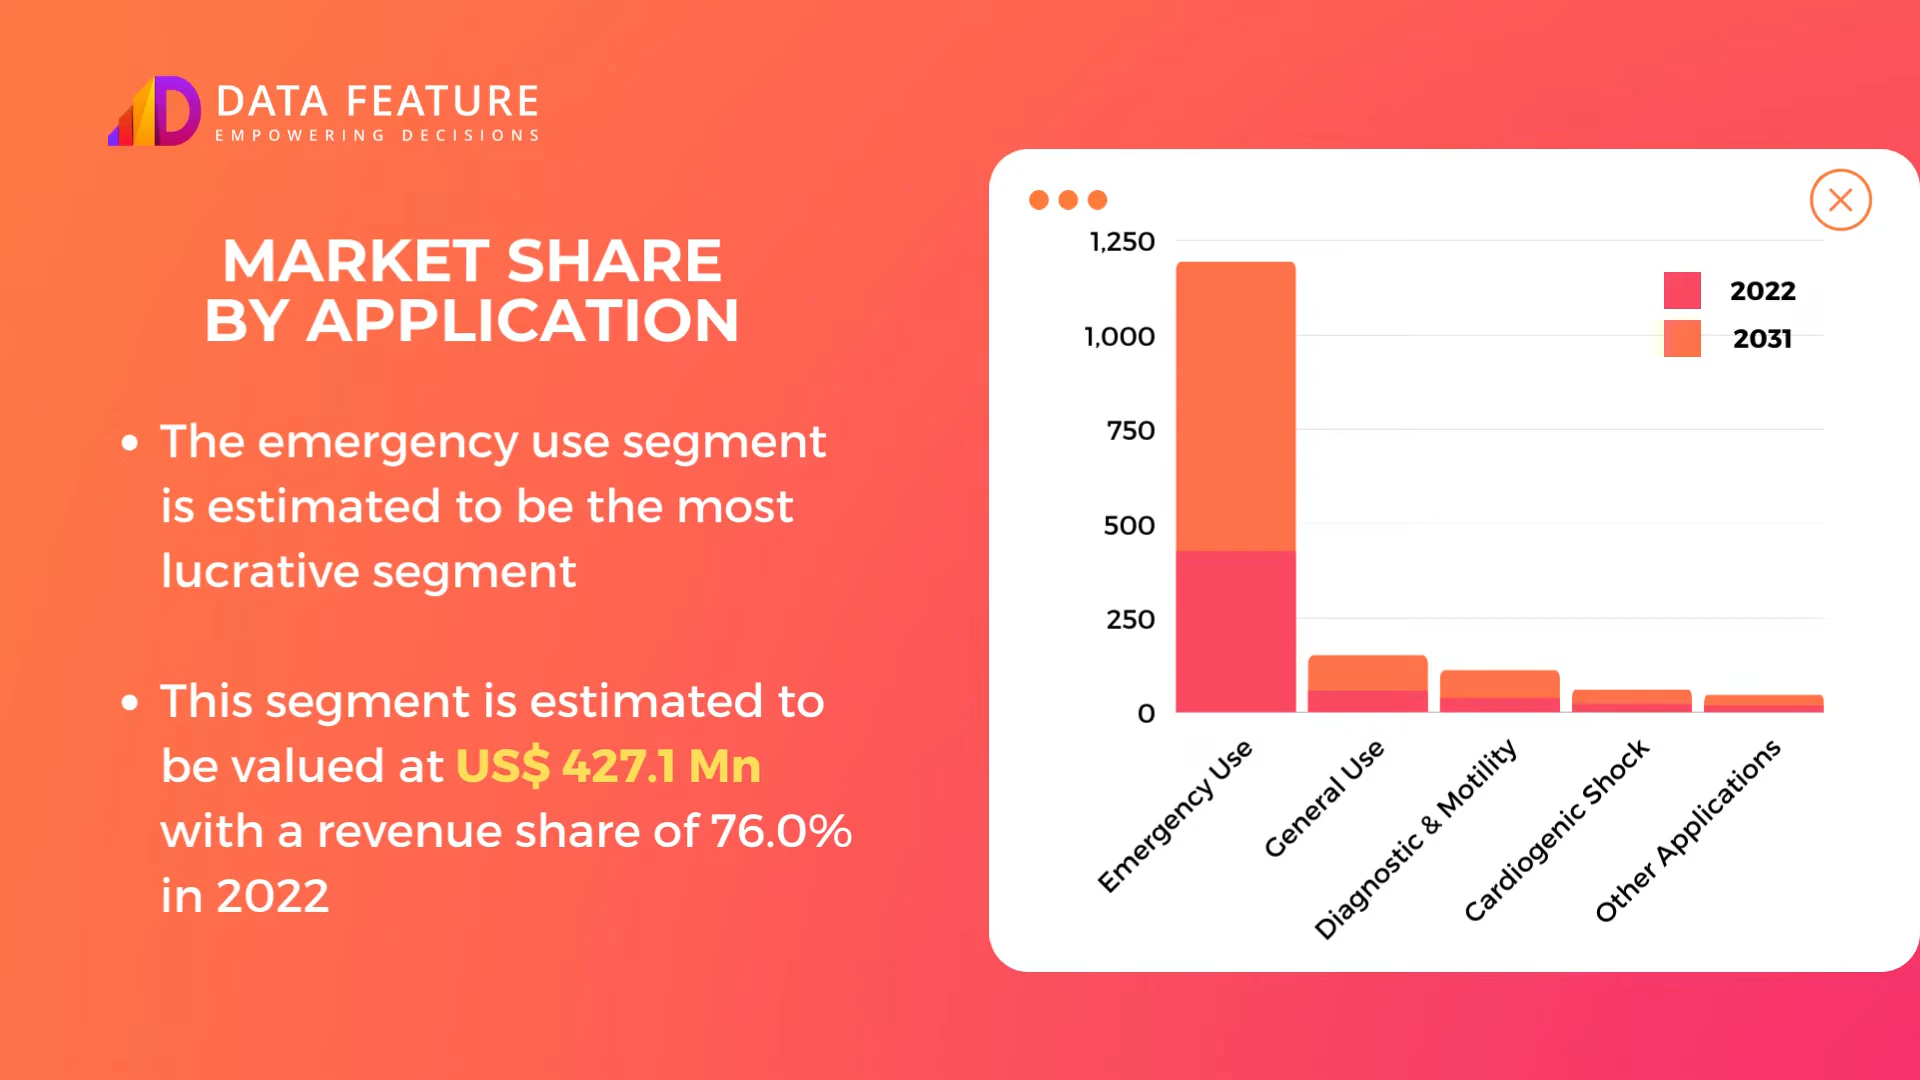 DATA FEATURE
EMPOWERING DECISIONS
MARKET SHARE
BY APPLICATION
• The emergency use segment
is estimated to be the most
lucrative segment
• This segment is estimated to
be valued at US$ 427.1 Mn
with a revenue share of 76.0%
in 2022
1,250
1,000
750
500
250
0
2022
2031
Emergency Use
General Use
Diagnostic & Motility
Cardiogenic Shock
Other Applications